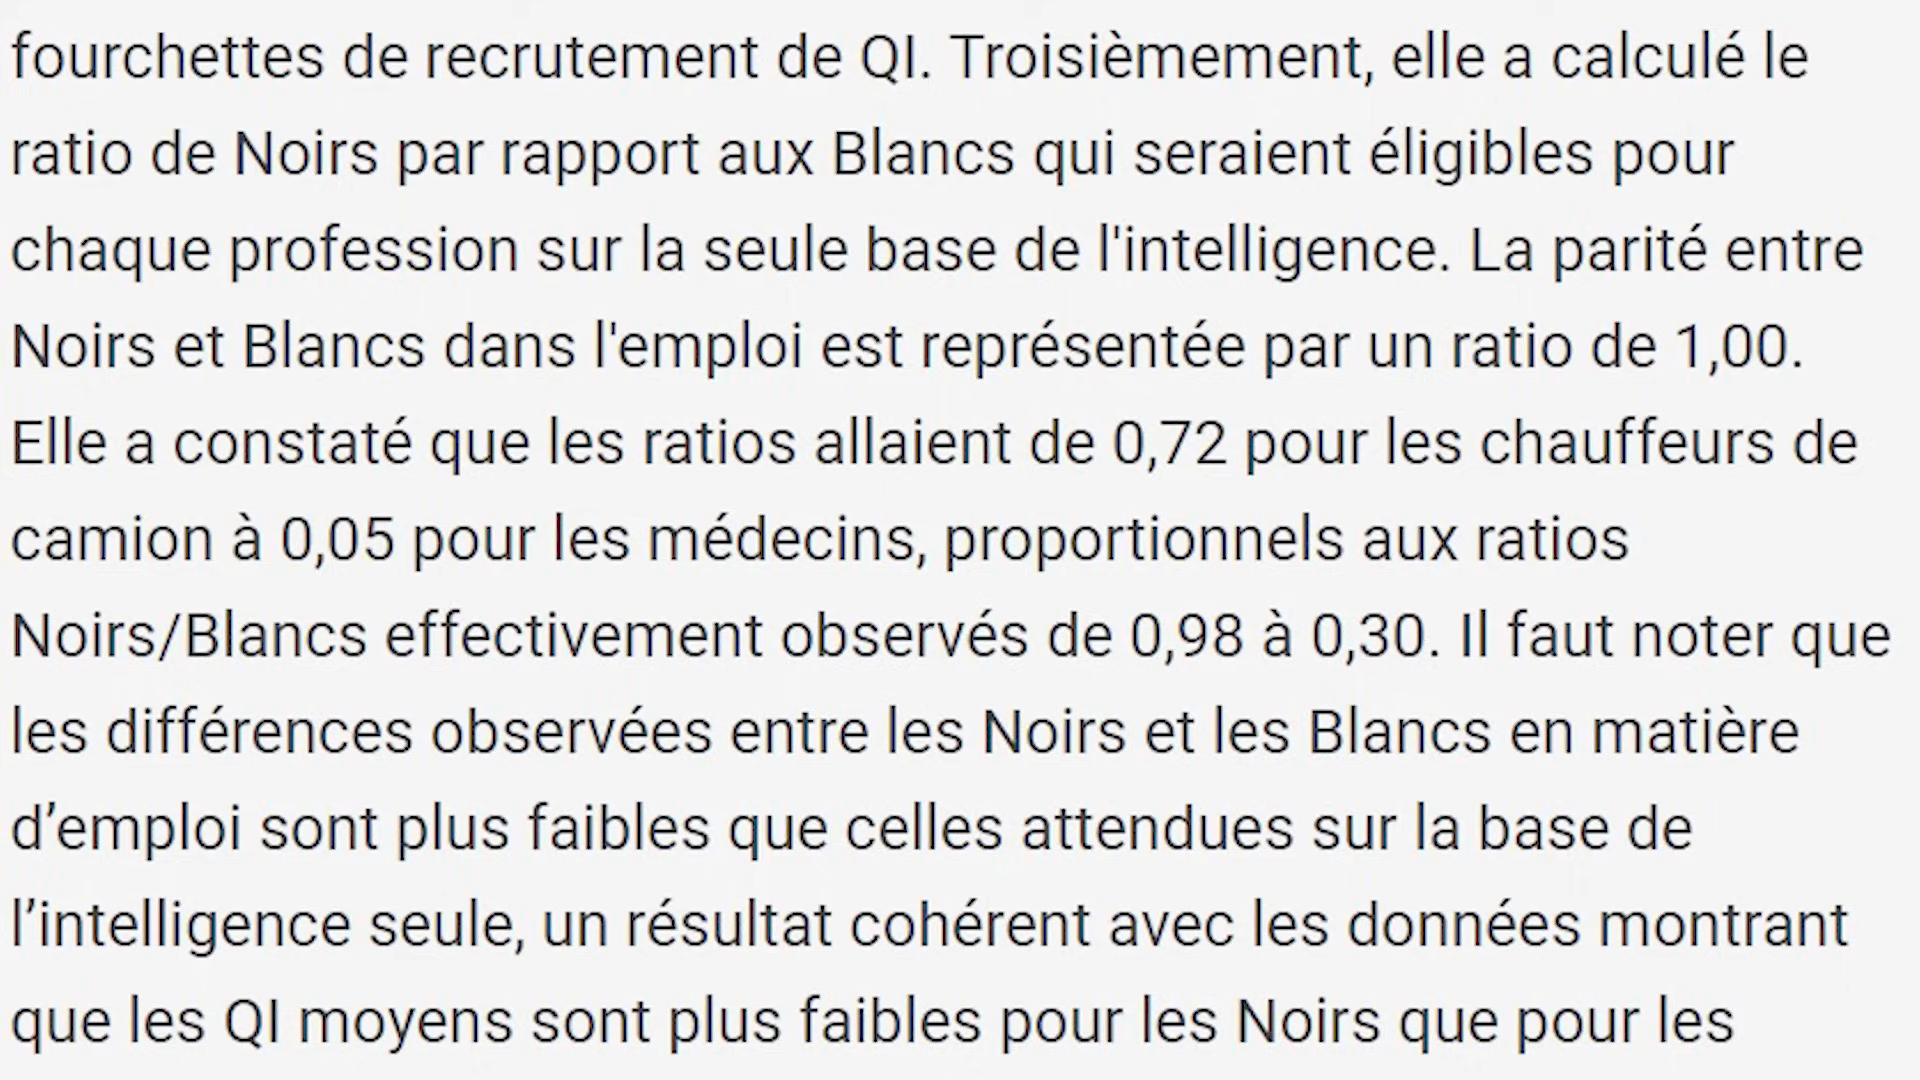 fourchettes de recrutement de QI. Troisièmement, elle a calculé le
ratio de Noirs par rapport aux Blancs qui seraient éligibles pour
chaque profession sur la seule base de l'intelligence. La parité entre
Noirs et Blancs dans l'emploi est représentée par un ratio de 1,00.
Elle a constaté que les ratios allaient de 0,72 pour les chauffeurs de
camion à 0,05 pour les médecins, proportionnels aux ratios
Noirs/Blancs effectivement observés de 0,98 à 0,30. Il faut noter que
les différences observées entre les Noirs et les Blancs en matière
d’emploi sont plus faibles que celles attendues sur la base de
l’intelligence seule, un résultat cohérent avec les données montrant
que les QI moyens sont plus faibles pour les Noirs que pour les